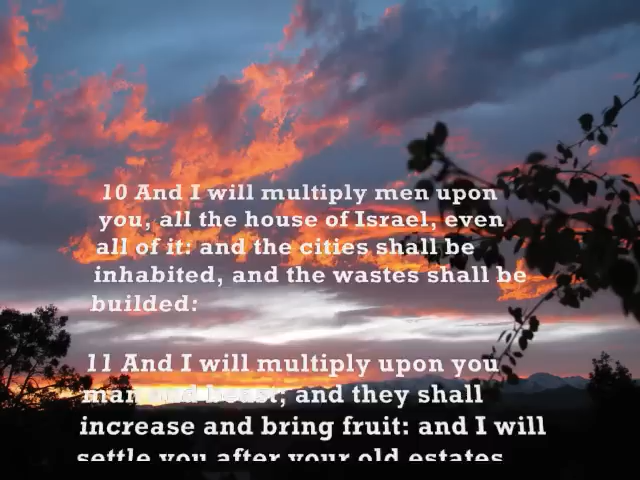 10 And I will multiply men upon
you, all the house of Israel, even
all of it: and the cities shall be
inhabited, and the wastes shall be
builded:
11 And I will multiply upon you
man and beast; and they shall
increase and bring fruit: and I will
settle you after your old estates